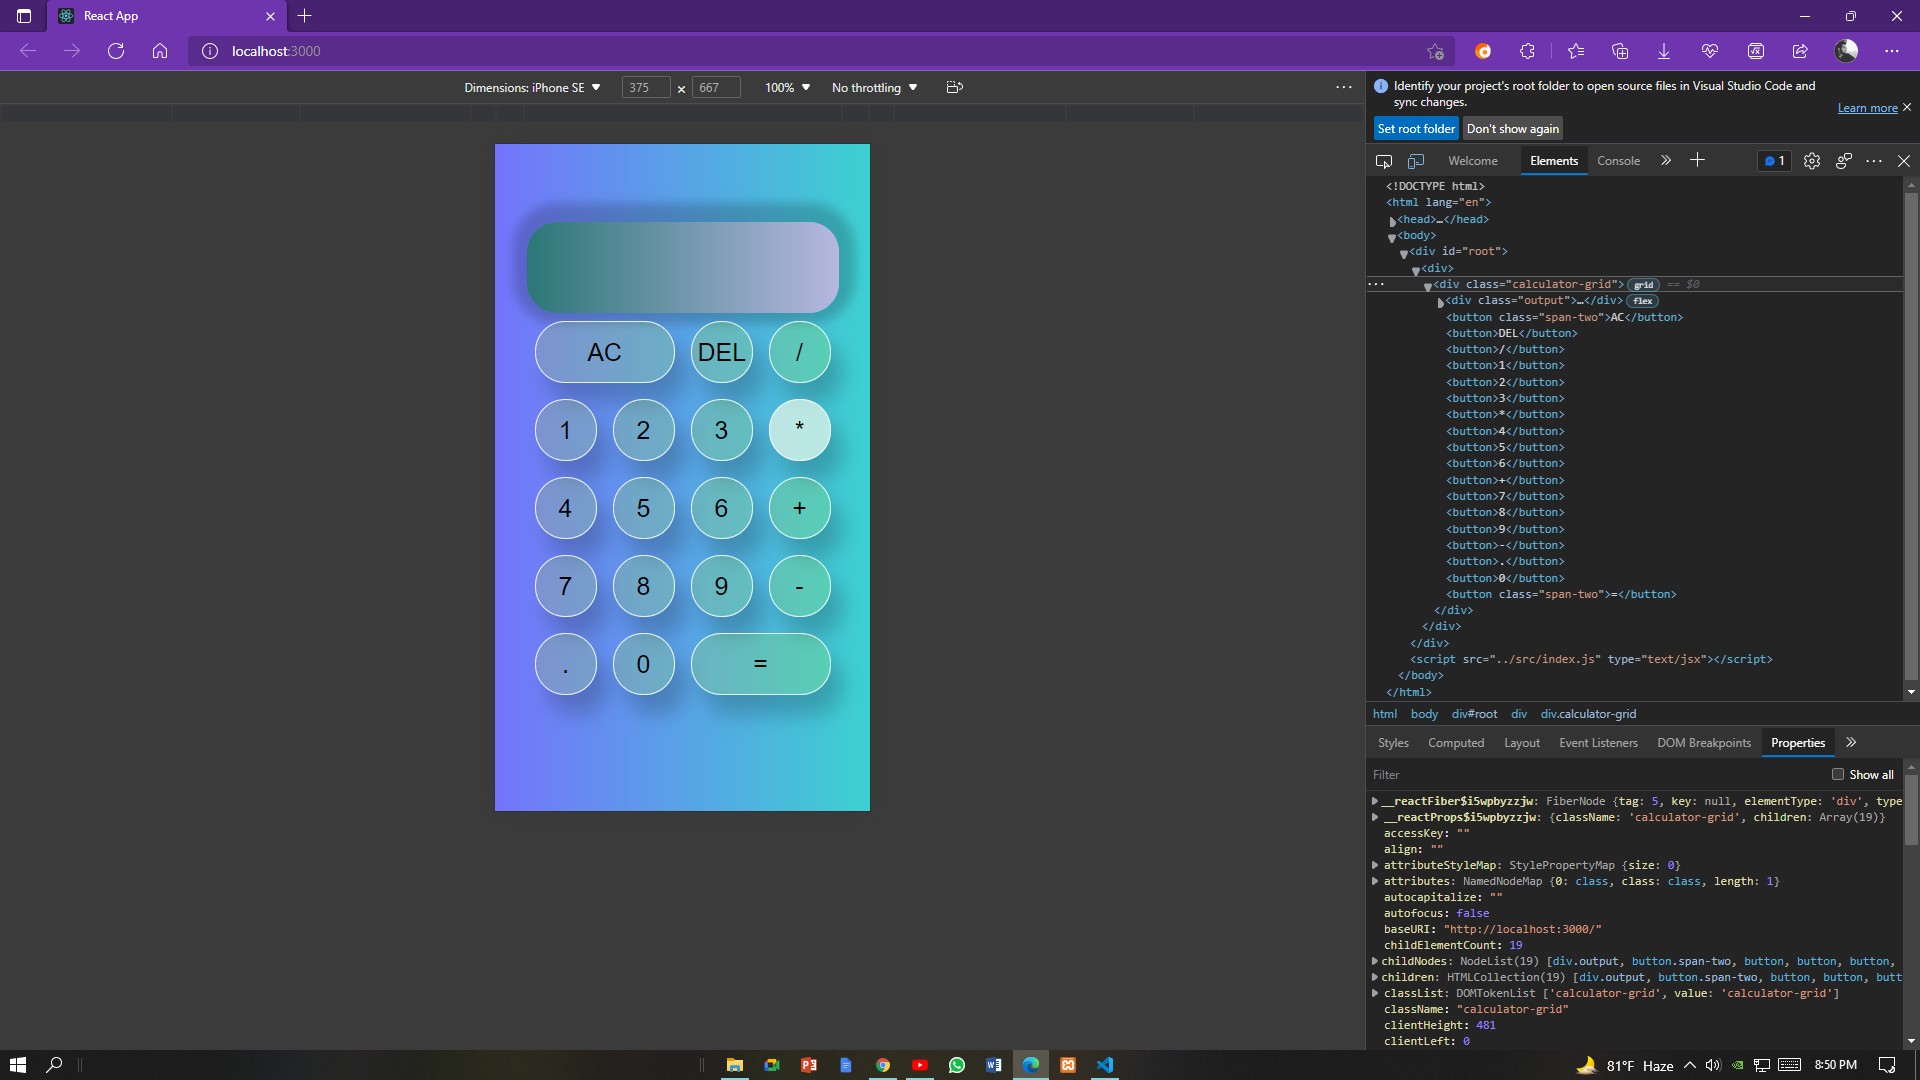 React App
localhost:3000
Dimensions: iPhone SE 375 × 667 100% No throttling
Identify your project's root folder to open source files in Visual Studio Code and
sync changes.
Learn more
Set root folder Don't show again
Welcome Elements Console 1
AC DEL /
1 2 3 *
4 5 6 +
7 8 9 -
. 0 =
<!DOCTYPE html>
<html lang="en">
<head>…</head>
<body>
<div id="root">
<div>
<div class="calculator-grid"> grid == $0
<div class="output">…</div> flex
<button class="span-two">AC</button>
<button>DEL</button>
<button>/</button>
<button>1</button>
<button>2</button>
<button>3</button>
<button>*</button>
<button>4</button>
<button>5</button>
<button>6</button>
<button>+</button>
<button>7</button>
<button>8</button>
<button>9</button>
<button>-</button>
<button>.</button>
<button>0</button>
<button class="span-two">=</button>
</div>
</div>
</div>
<script src="../src/index.js" type="text/jsx"></script>
</body>
</html>
html body div#root div div.calculator-grid
Styles Computed Layout Event Listeners DOM Breakpoints Properties
Filter Show all
__reactFiber$i5wpbyzzjw: FiberNode {tag: 5, key: null, elementType: 'div', type
__reactProps$i5wpbyzzjw: {className: 'calculator-grid', children: Array(19)}
accessKey: ""
align: ""
attributeStyleMap: StylePropertyMap {size: 0}
attributes: NamedNodeMap {0: class, class: class, length: 1}
autocapitalize: ""
autofocus: false
baseURI: "http://localhost:3000/"
childElementCount: 19
childNodes: NodeList(19) [div.output, button.span-two, button, button, button,
children: HTMLCollection(19) [div.output, button.span-two, button, button, butt
classList: DOMTokenList ['calculator-grid', value: 'calculator-grid']
className: "calculator-grid"
clientHeight: 481
clientLeft: 0
81°F Haze 8:50 PM